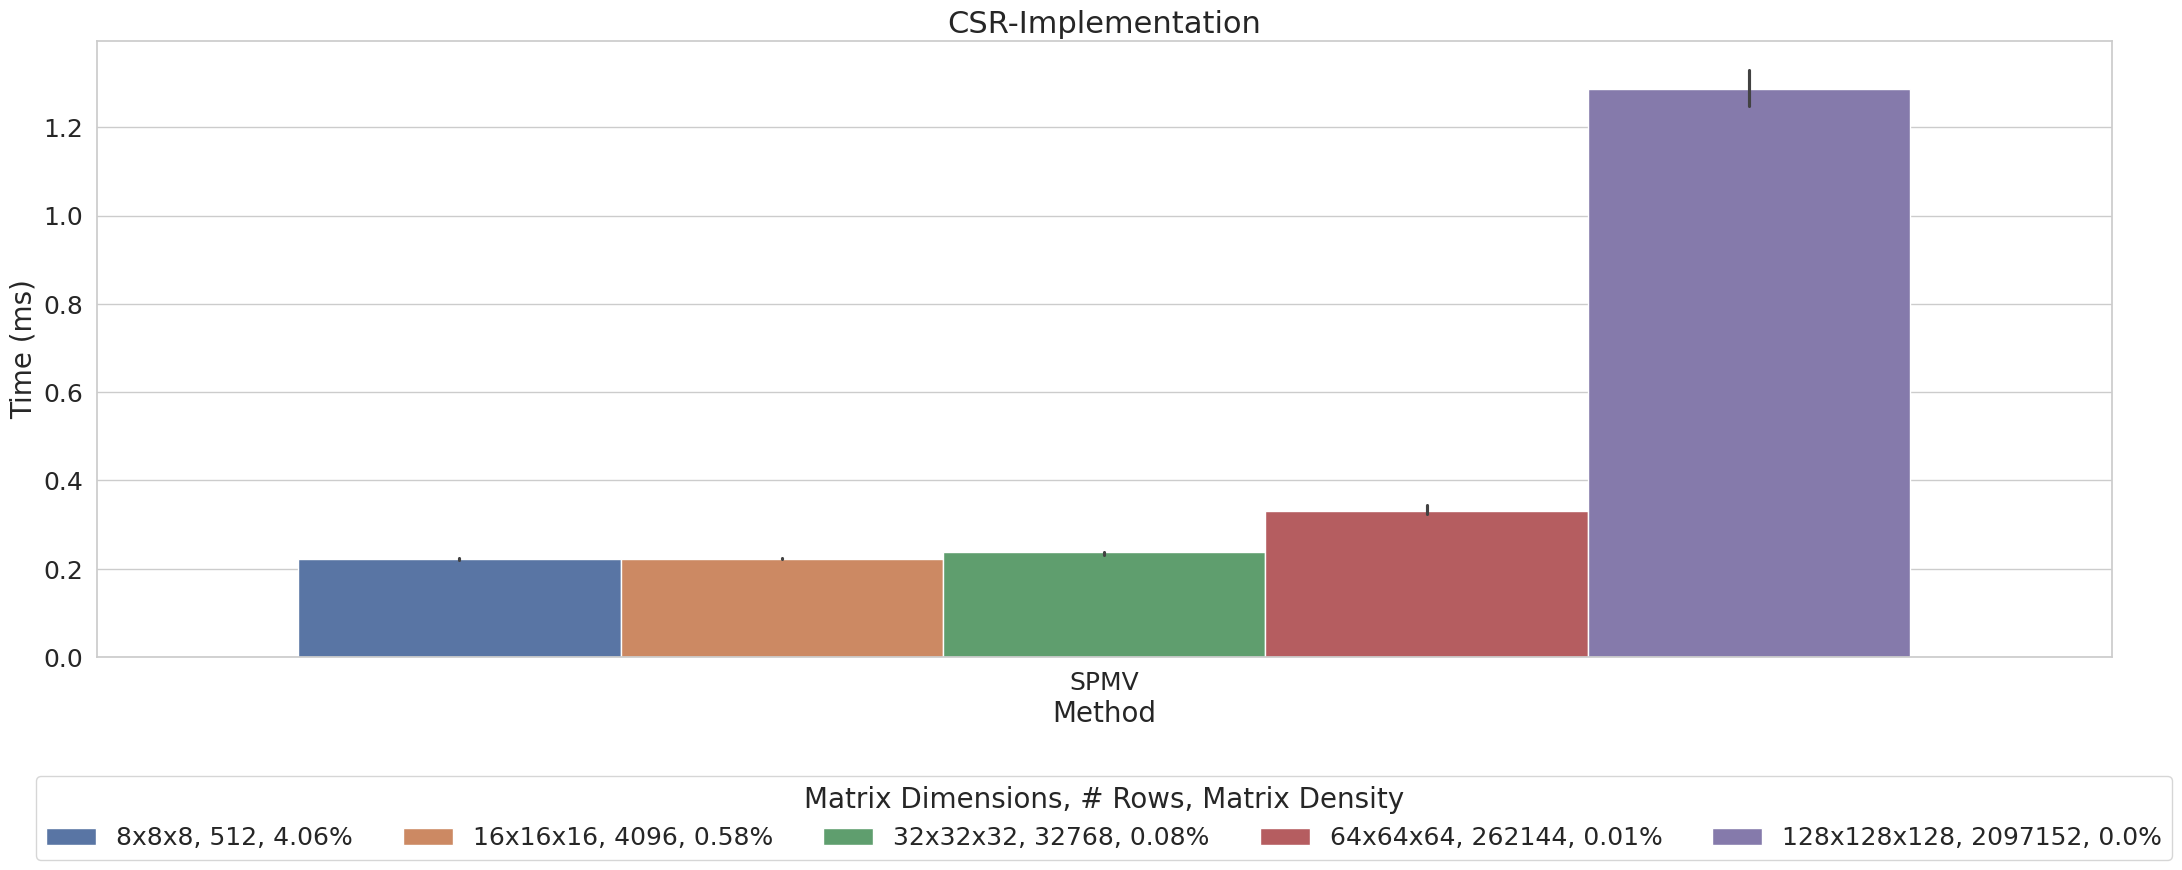 CSR-Implementation
Time (ms)
1.2
1.0
0.8
0.6
0.4
0.2
0.0
SPMV
Method
Matrix Dimensions, # Rows, Matrix Density
8x8x8, 512, 4.06% 16x16x16, 4096, 0.58% 32x32x32, 32768, 0.08% 64x64x64, 262144, 0.01% 128x128x128, 2097152, 0.0%